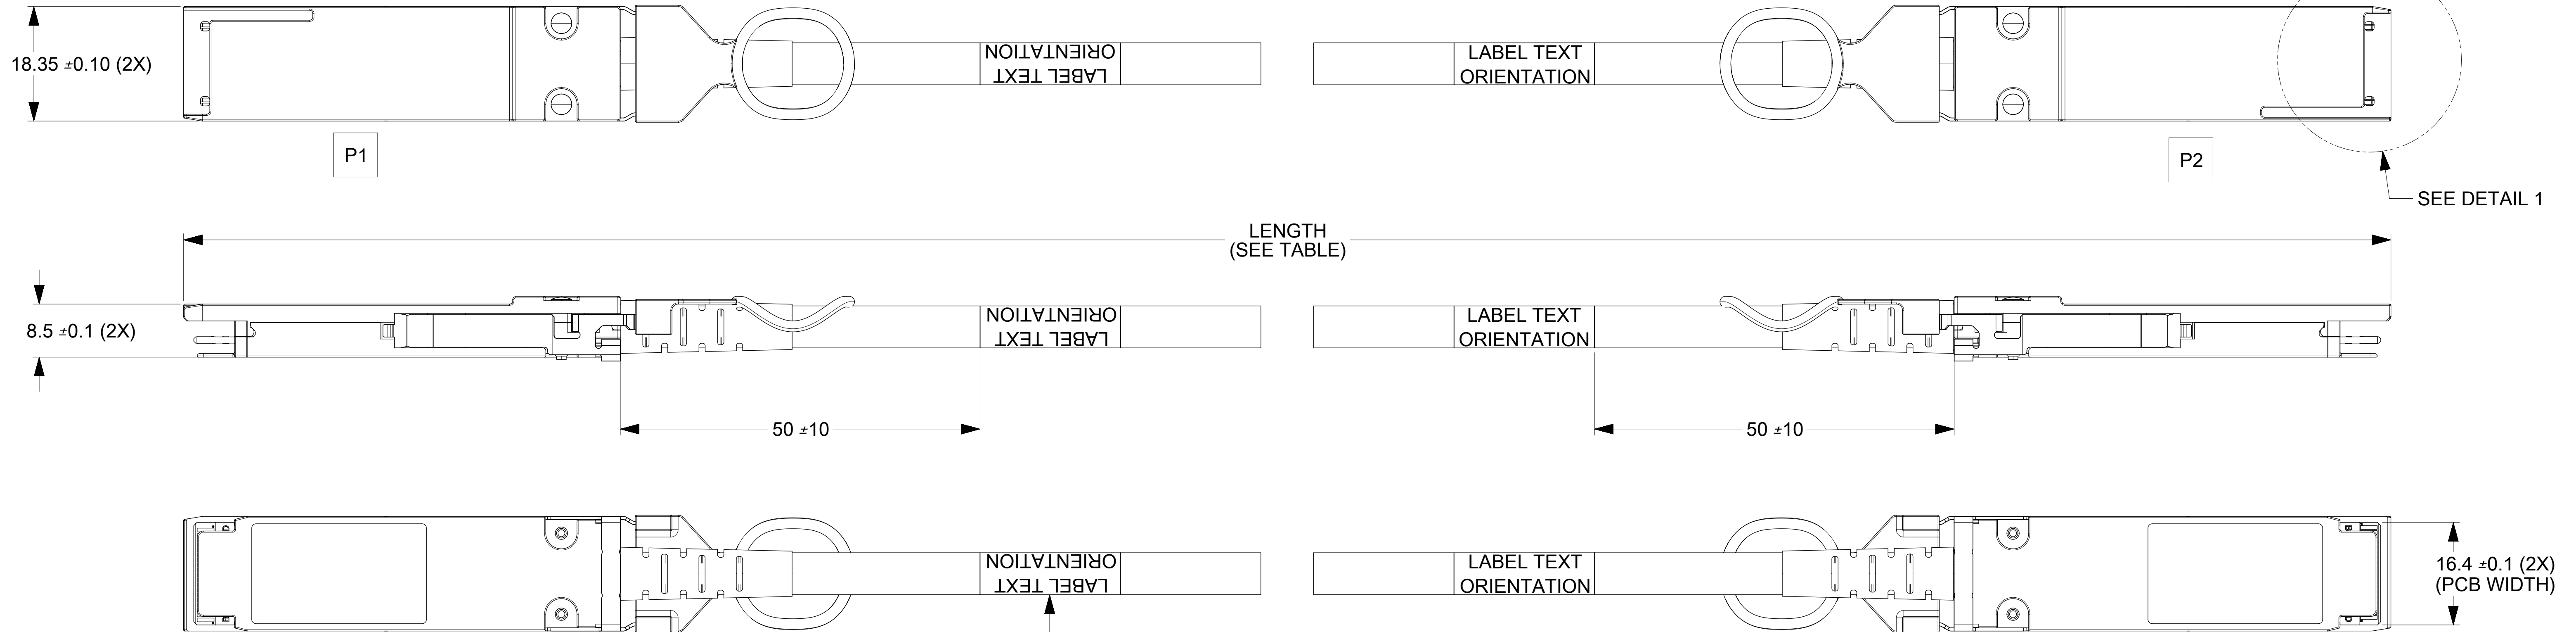 ORIENTATION
LABEL TEXT
LABEL TEXT
ORIENTATION
18.35 ±0.10 (2X)
P1
P2
SEE DETAIL 1
LENGTH
(SEE TABLE)
8.5 ±0.1 (2X)
ORIENTATION
LABEL TEXT
LABEL TEXT
ORIENTATION
50 ±10
50 ±10
ORIENTATION
LABEL TEXT
LABEL TEXT
ORIENTATION
16.4 ±0.1 (2X)
(PCB WIDTH)